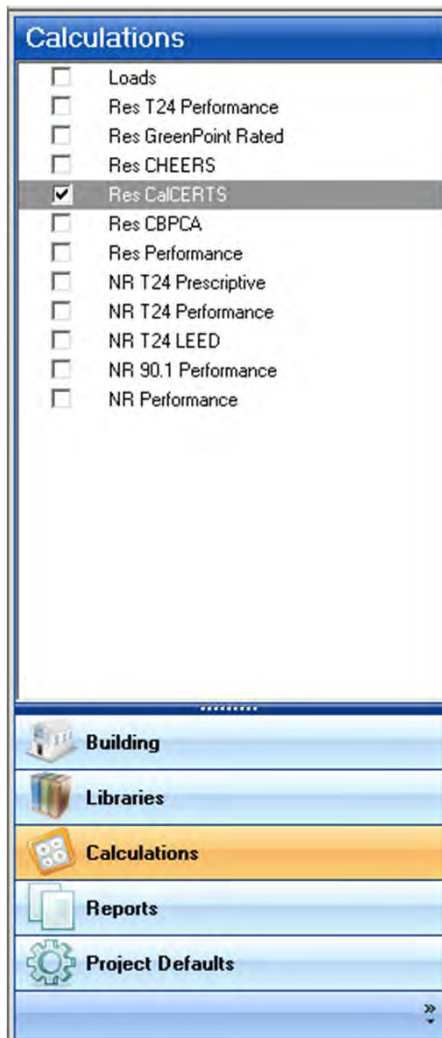 Calculations
Loads
Res T24 Performance
Res GreenPoint Rated
Res CHEERS
Res CalCERTS
Res CBPCA
Res Performance
NR T24 Prescriptive
NR T24 Performance
NR T24 LEED
NR 90.1 Performance
NR Performance
Building
Libraries
Calculations
Reports
Project Defaults